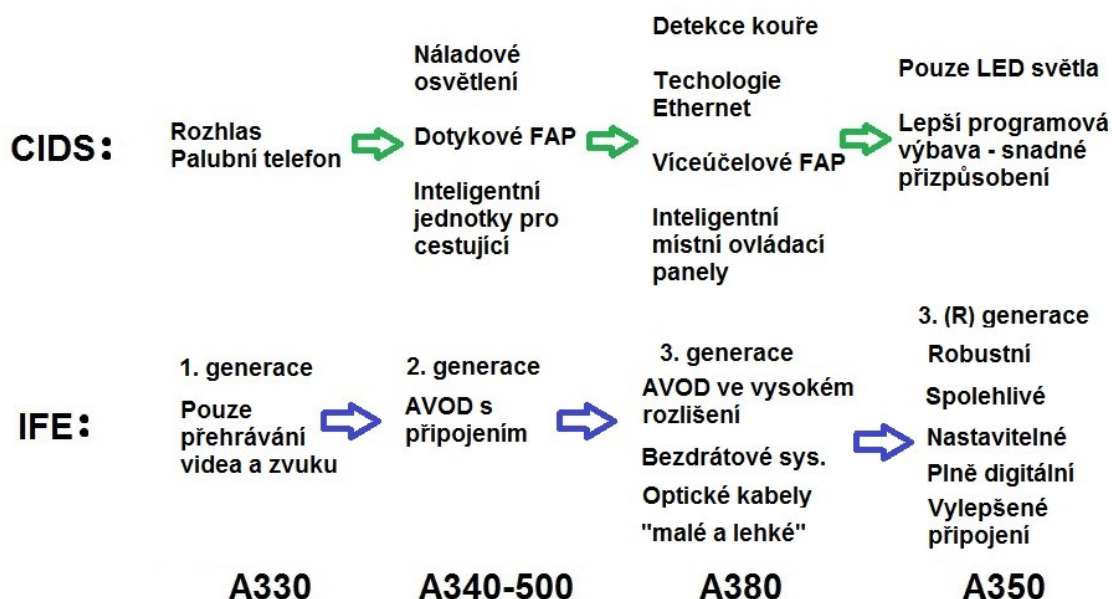 CIDS:
Rozhlas
Palubní telefon
Náladové
osvětlení
Dotykové FAP
Inteligentní
jednotky pro
cestující
Detekce kouře
Techologie
Ethernet
Víceúčelové FAP
Inteligentní
místní ovládací
panely
Pouze LED světla
Lepší programová
výbava - snadné
přizpůsobení
IFE:
1. generace
Pouze
přehrávání
videa a zvuku
2. generace
AVOD s
připojením
3. generace
AVOD ve vysokém
rozlišení
Bezdrátové sys.
Optické kabely
"malé a lehké"
3. (R) generace
Robustní
Spolehlivé
Nastavitelné
Plně digitální
Vylepšené
připojení
A330
A340-500
A380
A350